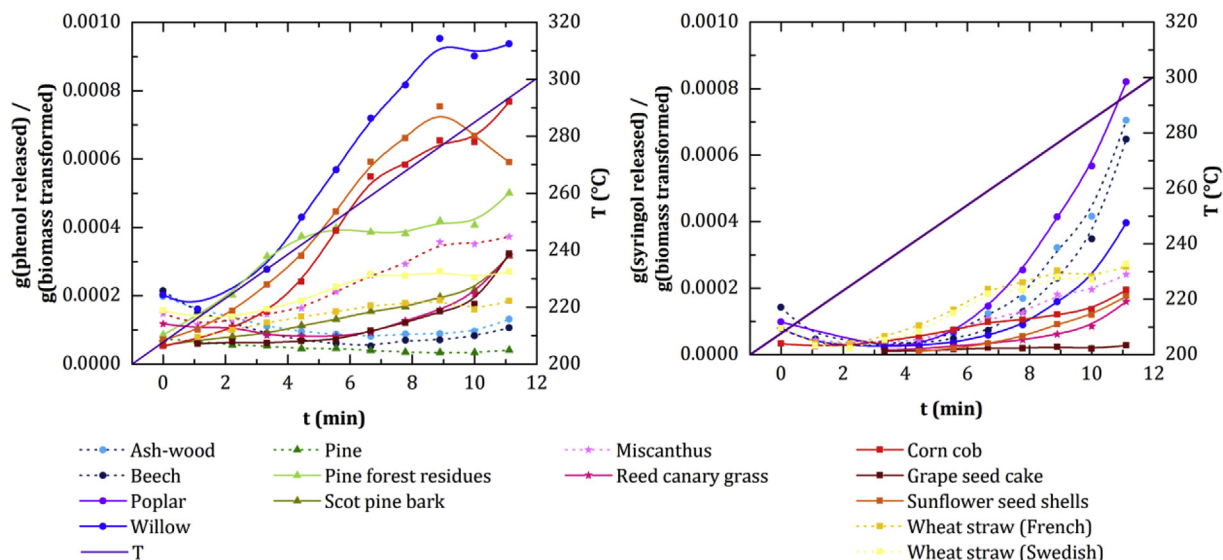 g(phenol released) /
g(biomass transformed)
0.0010
0.0008
0.0006
0.0004
0.0002
0.0000
0 2 4 6 8 10 12
t (min)
320
300
280
260
240
220
200
T (°C)
g(syringol released) /
g(biomass transformed)
0.0010
0.0008
0.0006
0.0004
0.0002
0.0000
0 2 4 6 8 10 12
t (min)
320
300
280
260
240
220
200
T (°C)
Ash-wood
Beech
Poplar
Willow
T
Pine
Pine forest residues
Scot pine bark
Miscanthus
Reed canary grass
Corn cob
Grape seed cake
Sunflower seed shells
Wheat straw (French)
Wheat straw (Swedish)